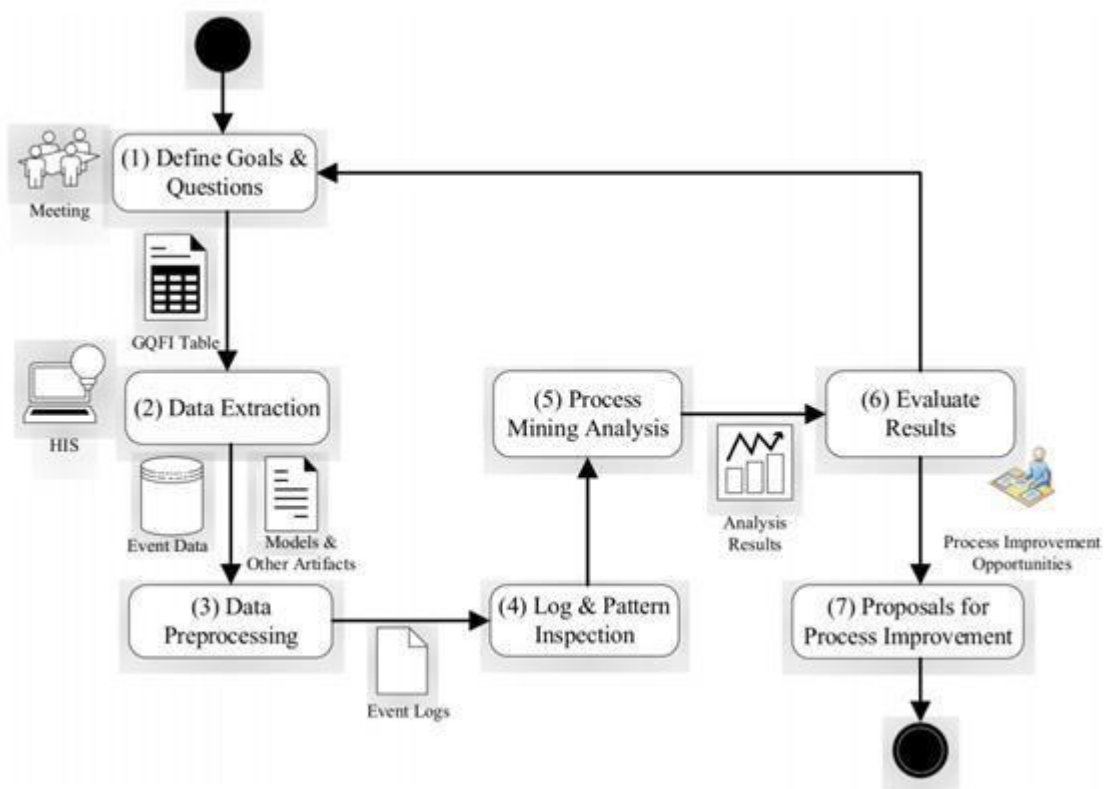 (1) Define Goals &
Questions
Meeting
GQFI Table
HIS
(2) Data Extraction
(5) Process
Mining Analysis
(6) Evaluate
Results
Event Data
Models &
Other Artifacts
Analysis
Results
Process Improvement
Opportunities
(3) Data
Preprocessing
(4) Log & Pattern
Inspection
(7) Proposals for
Process Improvement
Event Logs